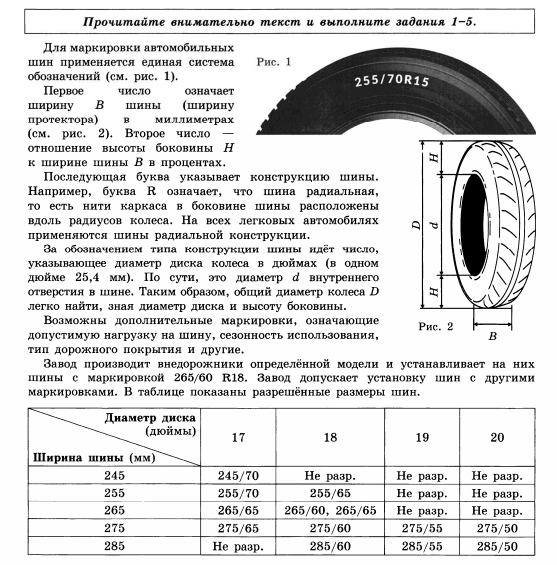 Прочитайте внимательно текст и выполните задания 1–5.
Для маркировки автомобильных
шин применяется единая система
обозначений (см. рис. 1).
Первое число означает
ширину B шины (ширину
протектора) в миллиметрах
(см. рис. 2). Второе число —
отношение высоты боковины H
к ширине шины B в процентах.
Рис. 1
255/70R15
Последующая буква указывает конструкцию шины.
Например, буква R означает, что шина радиальная,
то есть нити каркаса в боковине шины расположены
вдоль радиусов колеса. На всех легковых автомобилях
применяются шины радиальной конструкции.
За обозначением типа конструкции шины идёт число,
указывающее диаметр диска колеса в дюймах (в одном
дюйме 25,4 мм). По сути, это диаметр d внутреннего
отверстия в шине. Таким образом, общий диаметр колеса D
легко найти, зная диаметр диска и высоту боковины.
Возможны дополнительные маркировки, означающие
допустимую нагрузку на шину, сезонность использования,
тип дорожного покрытия и другие.
H
D
d
H
Рис. 2
B
Завод производит внедорожники определённой модели и устанавливает на них
шины с маркировкой 265/60 R18. Завод допускает установку шин с другими
маркировками. В таблице показаны разрешённые размеры шин.
Диаметр диска
(дюймы)
Ширина шины (мм)
17 18 19 20
245 245/70 Не разр. Не разр. Не разр.
255 255/70 255/65 Не разр. Не разр.
265 265/65 265/60, 265/65 Не разр. Не разр.
275 275/65 275/60 275/55 275/50
285 Не разр. 285/60 285/55 285/50